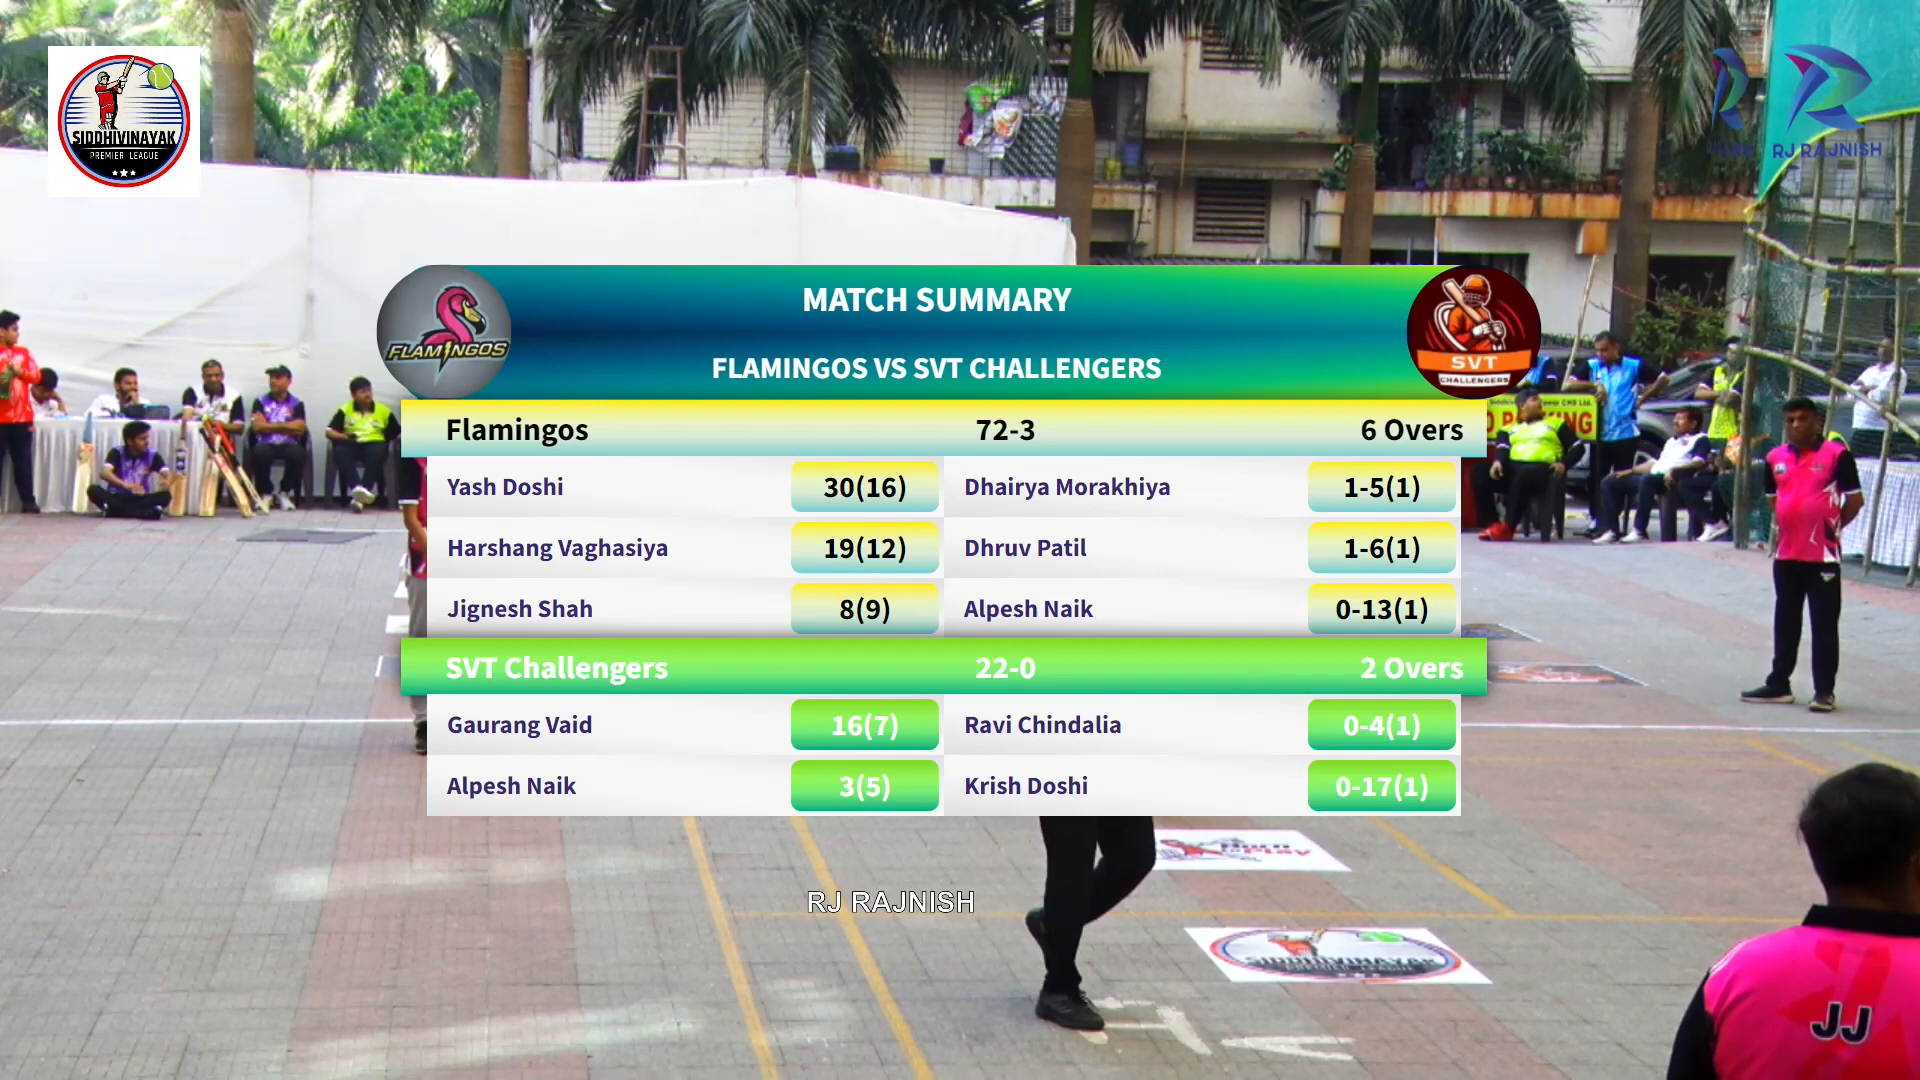 SIDDHIVINAYAK
PREMIER LEAGUE
RJ RAJNISH
MATCH SUMMARY
FLAMINGOS VS SVT CHALLENGERS
FLAMINGOS
SVT
CHALLENGERS
Flamingos 72-3 6 Overs
Yash Doshi 30(16) Dhairya Morakhiya 1-5(1)
Harshang Vaghasiya 19(12) Dhruv Patil 1-6(1)
Jignesh Shah 8(9) Alpesh Naik 0-13(1)
SVT Challengers 22-0 2 Overs
Gaurang Vaid 16(7) Ravi Chindalia 0-4(1)
Alpesh Naik 3(5) Krish Doshi 0-17(1)
RJ RAJNISH
SIDDHIVINAYAK
PREMIER LEAGUE
JJ